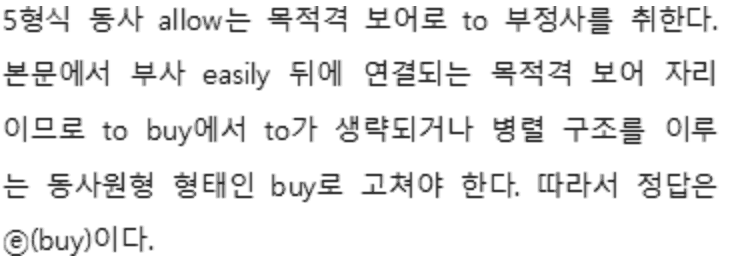 5형식 동사 allow는 목적격 보어로 to 부정사를 취한다.
본문에서 부사 easily 뒤에 연결되는 목적격 보어 자리
이므로 to buy에서 to가 생략되거나 병렬 구조를 이루
는 동사원형 형태인 buy로 고쳐야 한다. 따라서 정답은
ⓔ(buy)이다.